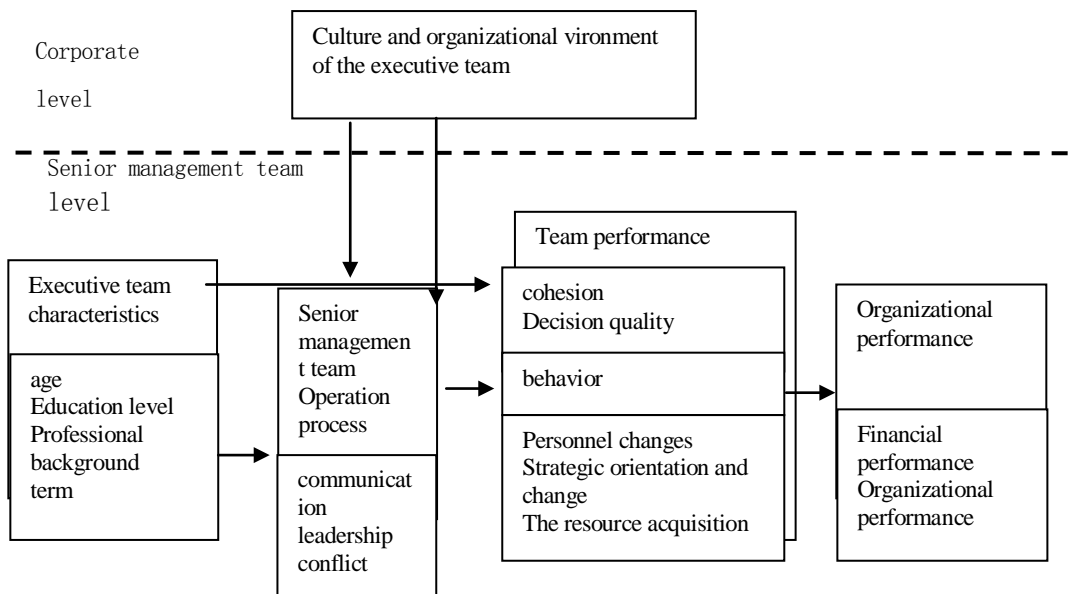 Corporate
level
Culture and organizational vironment
of the executive team
Senior management team
level
Executive team
characteristics
age
Education level
Professional
background
term
Senior
managemen
t team
Operation
process
communicat
ion
leadership
conflict
Team performance
cohesion
Decision quality
behavior
Personnel changes
Strategic orientation and
change
The resource acquisition
Organizational
performance
Financial
performance
Organizational
performance